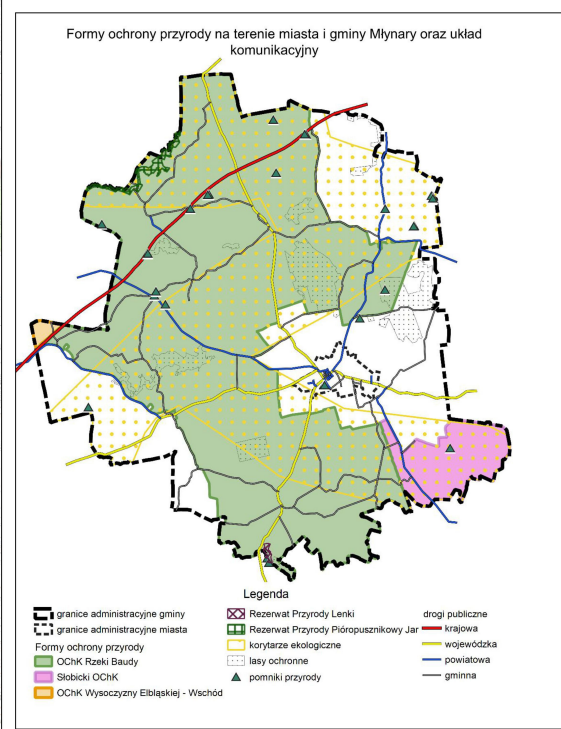 Formy ochrony przyrody na terenie miasta i gminy Młynary oraz układ
komunikacyjny
Legenda
granice administracyjne gminy
granice administracyjne miasta
Formy ochrony przyrody
OChK Rzeki Baudy
Słobicki OChK
OChK Wysoczyzny Elbląskiej - Wschód
Rezerwat Przyrody Lenki
Rezerwat Przyrody Pióropusznikowy Jar
korytarze ekologiczne
lasy ochronne
pomniki przyrody
drogi publiczne
krajowa
wojewódzka
powiatowa
gminna